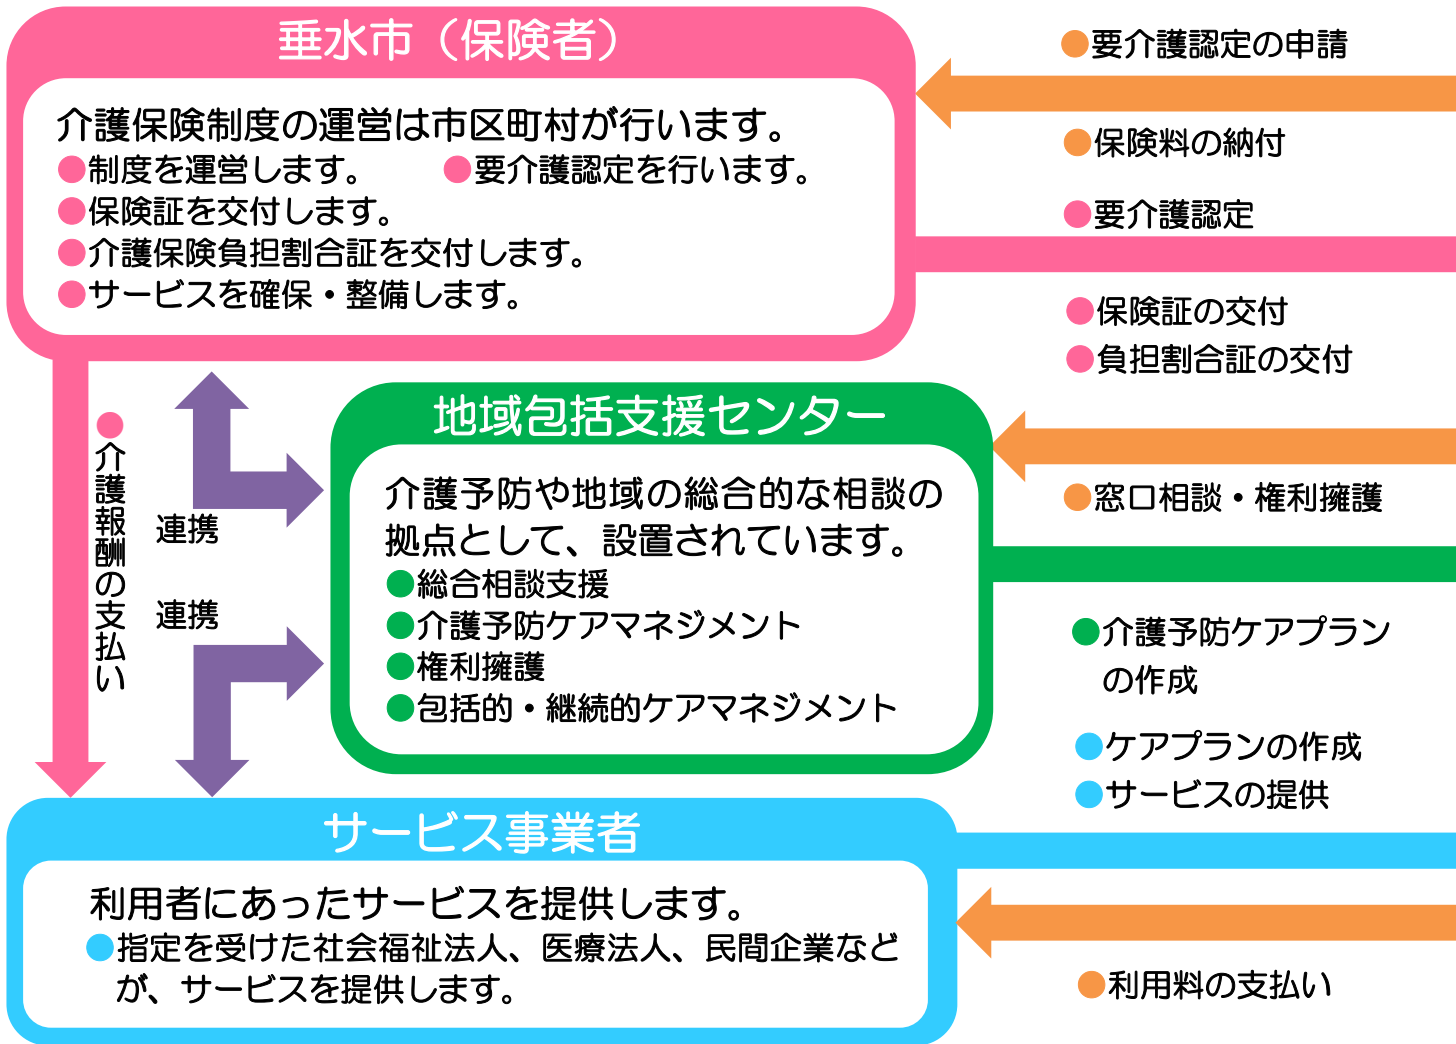 垂水市（保険者）
介護保険制度の運営は市区町村が行います。
●制度を運営します。　●要介護認定を行います。
●保険証を交付します。
●介護保険負担割合証を交付します。
●サービスを確保・整備します。
●要介護認定の申請
●保険料の納付
●要介護認定
●保険証の交付
●負担割合証の交付
●介護報酬の支払い
連携
連携
地域包括支援センター
介護予防や地域の総合的な相談の
拠点として、設置されています。
●総合相談支援
●介護予防ケアマネジメント
●権利擁護
●包括的・継続的ケアマネジメント
●窓口相談・権利擁護
●介護予防ケアプラン
の作成
●ケアプランの作成
●サービスの提供
サービス事業者
利用者にあったサービスを提供します。
●指定を受けた社会福祉法人、医療法人、民間企業など
が、サービスを提供します。
●利用料の支払い